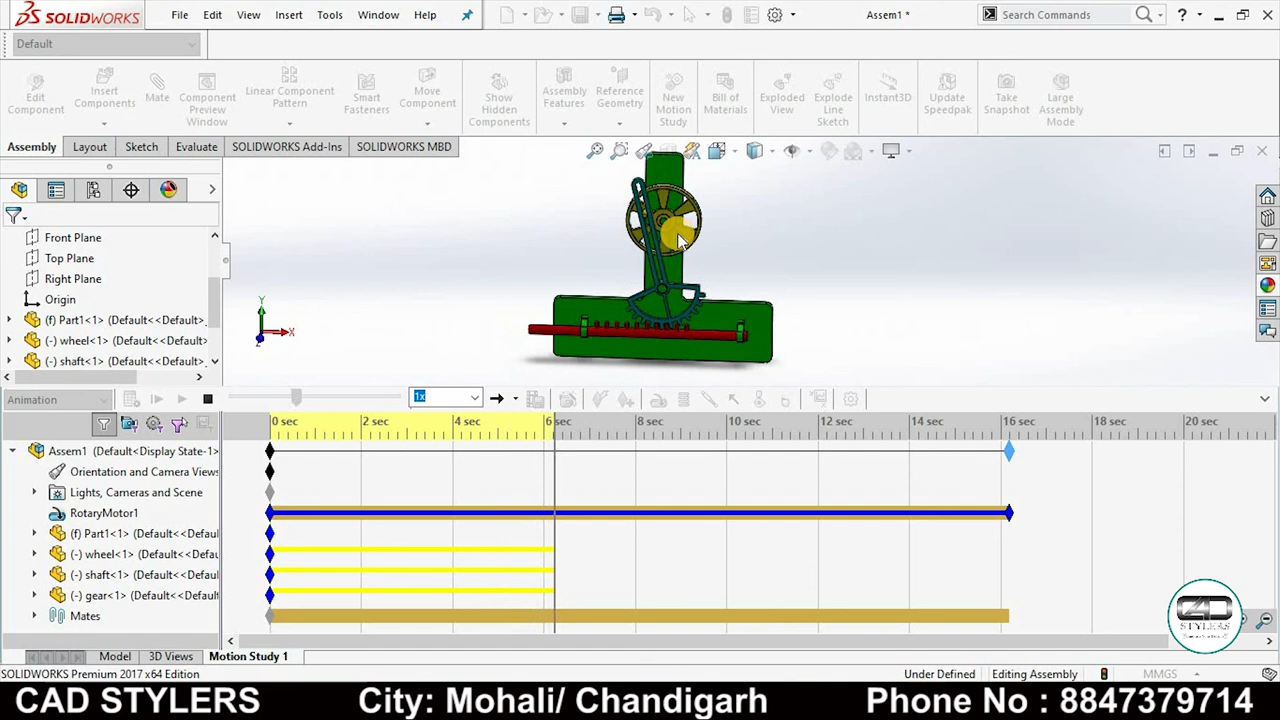 SOLIDWORKS File Edit View Insert Tools Window Help Assem1 * Search Commands ?
Default
Edit Component Insert Components Mate Component Preview Window Linear Component Pattern Smart Fasteners Move Component Show Hidden Components Assembly Features Reference Geometry New Motion Study Bill of Materials Exploded View Explode Line Sketch Instant3D Update Speedpak Take Snapshot Large Assembly Mode
Assembly Layout Sketch Evaluate SOLIDWORKS Add-Ins SOLIDWORKS MBD
Front Plane
Top Plane
Right Plane
Origin
(f) Part1<1> (Default<Default>.
(-) wheel<1> (Default<Default>
(-) shaft<1> (Default<Default>
Y
X
Z
Animation 1x
0 sec 2 sec 4 sec 6 sec 8 sec 10 sec 12 sec 14 sec 16 sec 18 sec 20 sec
Assem1 (Default<Display State-1>
Orientation and Camera Views
Lights, Cameras and Scene
RotaryMotor1
(f) Part1<1> (Default<<Defaul
(-) wheel<1> (Default<<Defau
(-) shaft<1> (Default<<Defaul
(-) gear<1> (Default<<Defaul
Mates
STYLERS
Model 3D Views Motion Study 1
SOLIDWORKS Premium 2017 x64 Edition Under Defined Editing Assembly MMGS
CAD STYLERS City: Mohali/ Chandigarh Phone No : 8847379714